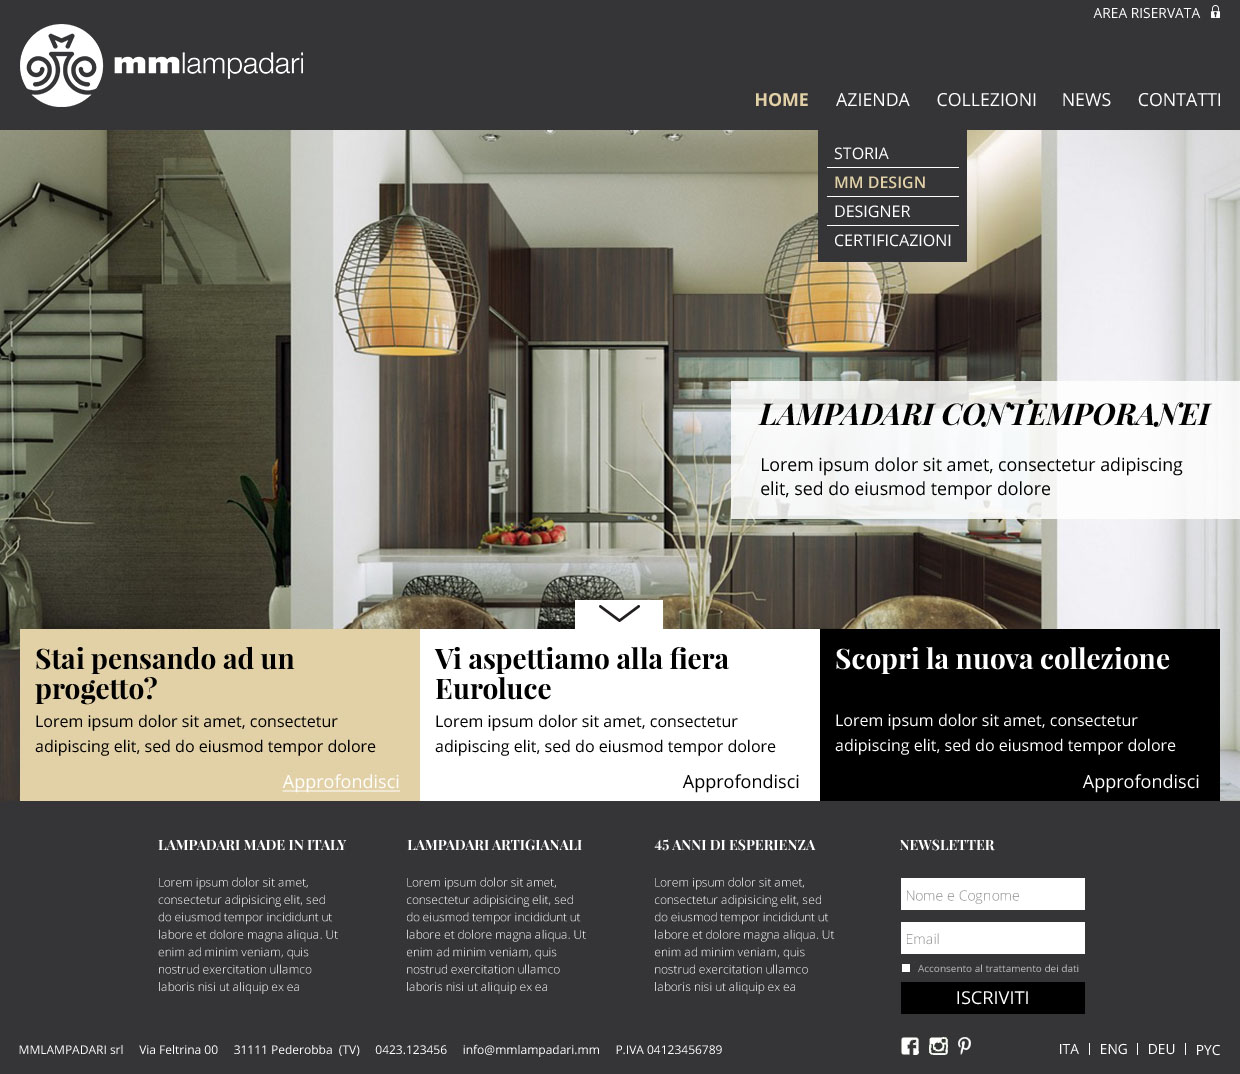 AREA RISERVATA
mmlampadari
HOME AZIENDA COLLEZIONI NEWS CONTATTI
STORIA
MM DESIGN
DESIGNER
CERTIFICAZIONI
LAMPADARI CONTEMPORANEI
Lorem ipsum dolor sit amet, consectetur adipiscing
elit, sed do eiusmod tempor dolore
Stai pensando ad un
progetto?
Lorem ipsum dolor sit amet, consectetur
adipiscing elit, sed do eiusmod tempor dolore
Approfondisci
Vi aspettiamo alla fiera
Euroluce
Lorem ipsum dolor sit amet, consectetur
adipiscing elit, sed do eiusmod tempor dolore
Approfondisci
Scopri la nuova collezione
Lorem ipsum dolor sit amet, consectetur
adipiscing elit, sed do eiusmod tempor dolore
Approfondisci
LAMPADARI MADE IN ITALY
Lorem ipsum dolor sit amet,
consectetur adipisicing elit, sed
do eiusmod tempor incididunt ut
labore et dolore magna aliqua. Ut
enim ad minim veniam, quis
nostrud exercitation ullamco
laboris nisi ut aliquip ex ea
LAMPADARI ARTIGIANALI
Lorem ipsum dolor sit amet,
consectetur adipisicing elit, sed
do eiusmod tempor incididunt ut
labore et dolore magna aliqua. Ut
enim ad minim veniam, quis
nostrud exercitation ullamco
laboris nisi ut aliquip ex ea
45 ANNI DI ESPERIENZA
Lorem ipsum dolor sit amet,
consectetur adipisicing elit, sed
do eiusmod tempor incididunt ut
labore et dolore magna aliqua. Ut
enim ad minim veniam, quis
nostrud exercitation ullamco
laboris nisi ut aliquip ex ea
NEWSLETTER
Nome e Cognome
Email
Acconsento al trattamento dei dati
ISCRIVITI
MMLAMPADARI srl Via Feltrina 00 31111 Pederobba (TV) 0423.123456 info@mmlampadari.mm P.IVA 04123456789
ITA | ENG | DEU | РУС